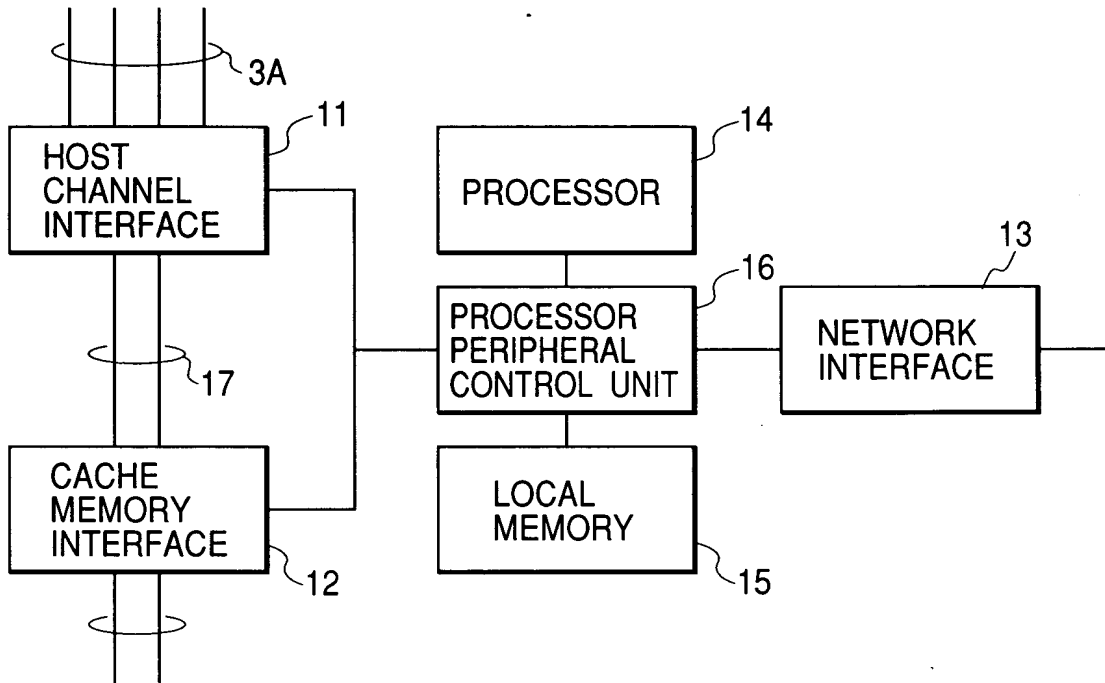 3A
11
HOST
CHANNEL
INTERFACE
14
PROCESSOR
16
PROCESSOR
PERIPHERAL
CONTROL UNIT
13
NETWORK
INTERFACE
17
CACHE
MEMORY
INTERFACE
12
LOCAL
MEMORY
15